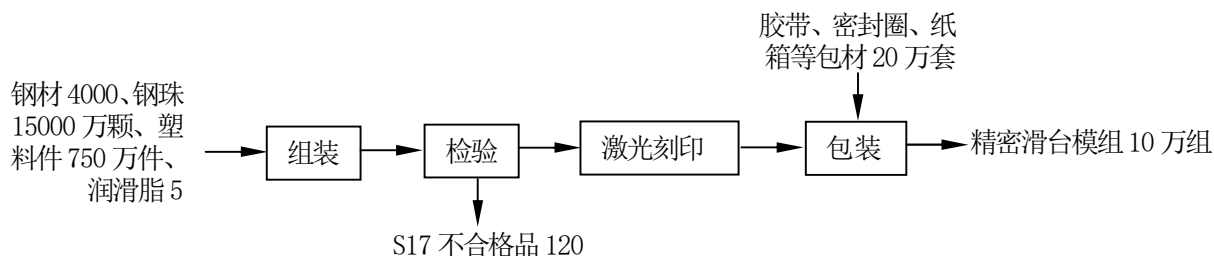 胶带、密封圈、纸
箱等包材 20 万套
钢材 4000、钢珠
15000 万颗、塑
料件 750 万件、
润滑脂 5
组装
检验
激光刻印
包装
精密滑台模组 10 万组
S17 不合格品 120